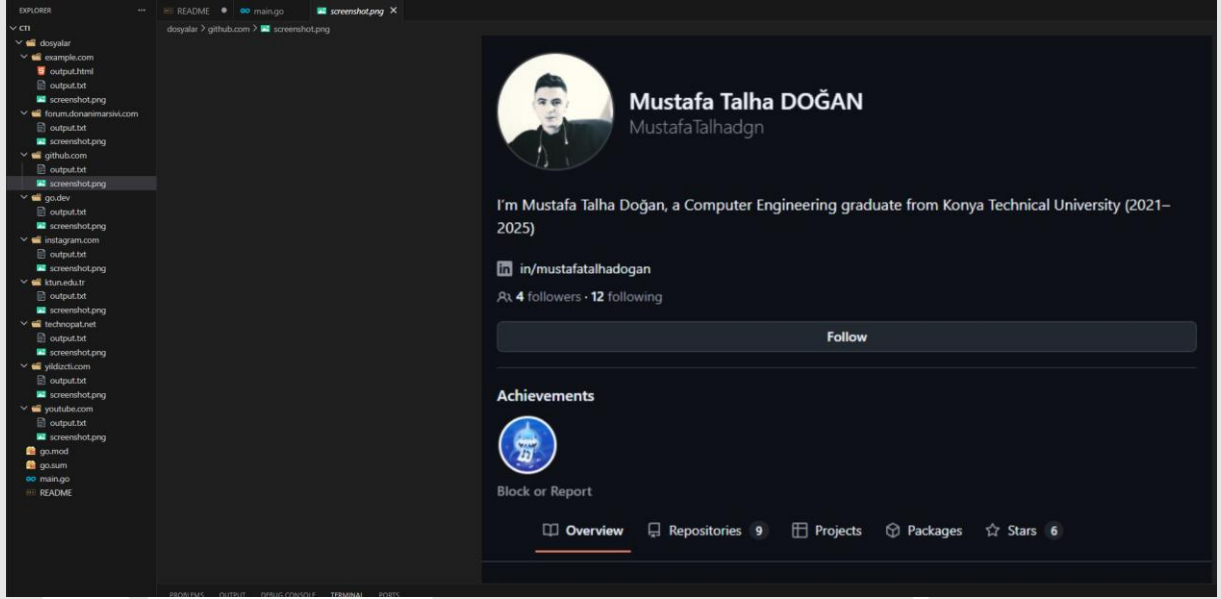 EXPLORER
···
README
main.go
screenshot.png
CTI
dosyalar > github.com > screenshot.png
dosyalar
example.com
output.html
output.txt
screenshot.png
forum.donanimarsivi.com
output.txt
screenshot.png
github.com
output.txt
screenshot.png
go.dev
output.txt
screenshot.png
instagram.com
output.txt
screenshot.png
ktun.edu.tr
output.txt
screenshot.png
technopat.net
output.txt
screenshot.png
yildizcti.com
output.txt
screenshot.png
youtube.com
output.txt
screenshot.png
go.mod
go.sum
main.go
README
Mustafa Talha DOĞAN
MustafaTalhadgn
I'm Mustafa Talha Doğan, a Computer Engineering graduate from Konya Technical University (2021–
2025)
in/mustafatalhadogan
4 followers · 12 following
Follow
Achievements
Block or Report
Overview Repositories 9 Projects Packages Stars 6
PROBLEMS OUTPUT DEBUG CONSOLE TERMINAL PORTS